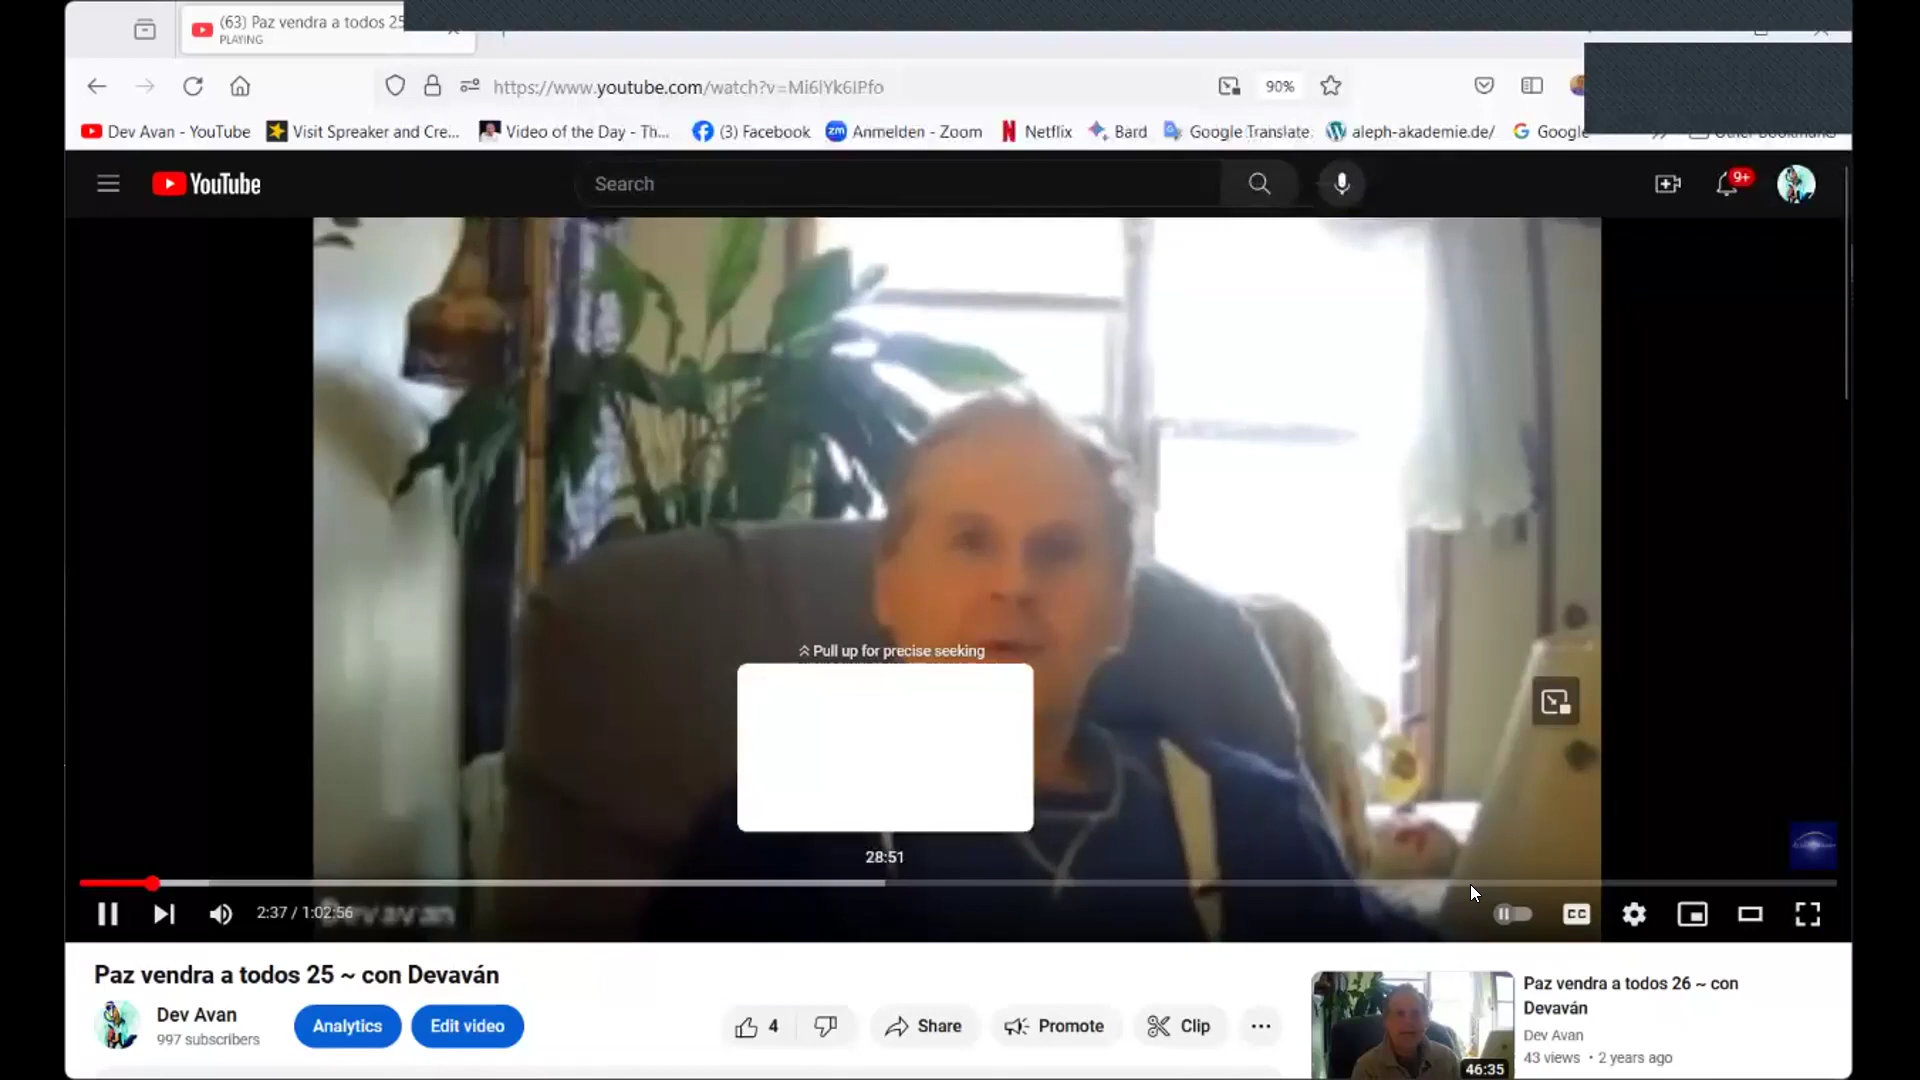 (63) Paz vendra a todos 25
PLAYING
https://www.youtube.com/watch?v=Mi6lYk6IPfo
90%
Dev Avan - YouTube
Visit Spreaker and Cre...
Video of the Day - Th...
(3) Facebook
Anmelden - Zoom
Netflix
Bard
Google Translate
aleph-akademie.de/
Google
YouTube
Search
9+
Pull up for precise seeking
28:51
2:37 / 1:02:56
Devavan
CC
Paz vendra a todos 25 ~ con Devaván
Dev Avan
997 subscribers
Analytics
Edit video
4
Share
Promote
Clip
Paz vendra a todos 26 ~ con
Devaván
Dev Avan
43 views • 2 years ago
46:35